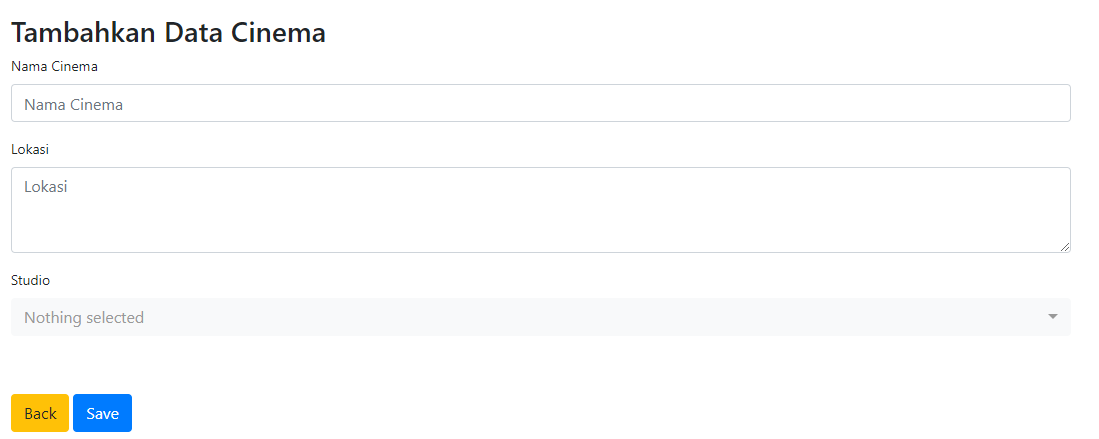 Tambahkan Data Cinema
Nama Cinema
Nama Cinema
Lokasi
Lokasi
Studio
Nothing selected
Back Save